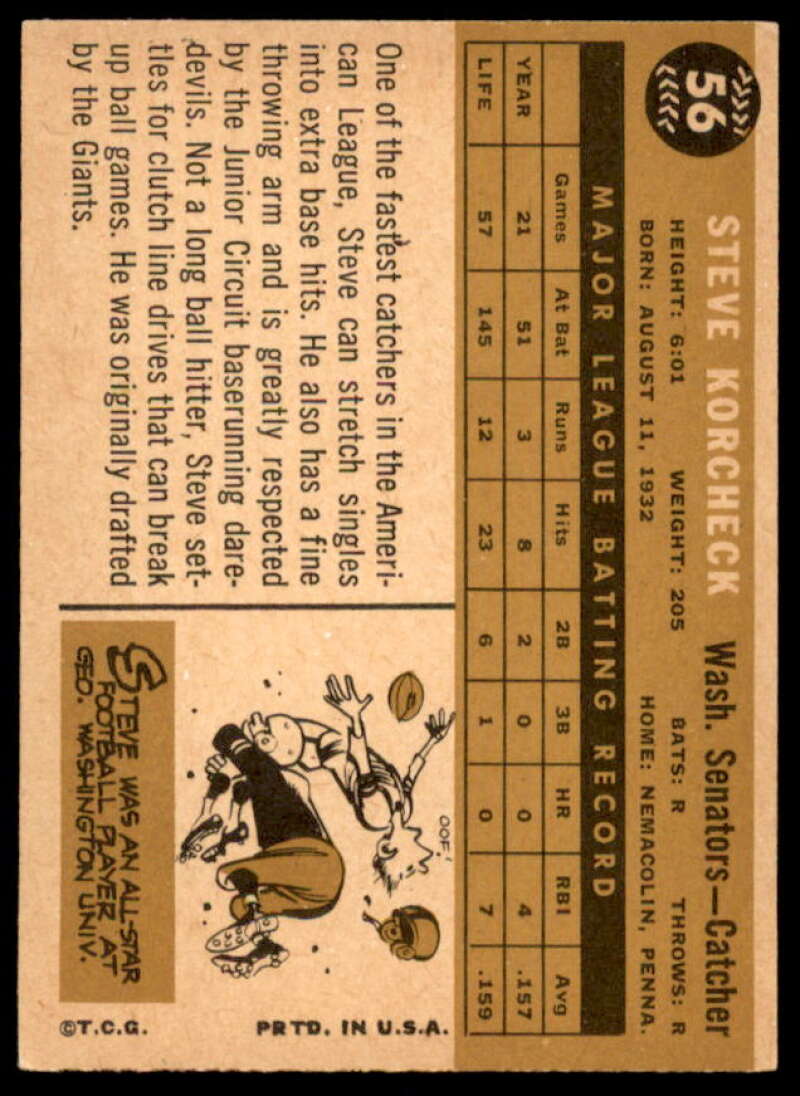 56
STEVE KORCHECK Wash. Senators—Catcher
HEIGHT: 6:01 WEIGHT: 205 BATS: R THROWS: R
BORN: AUGUST 11, 1932 HOME: NEMACOLIN, PENNA.
MAJOR LEAGUE BATTING RECORD
Games At Bat Runs Hits 2B 3B HR RBI Avg
YEAR 21 51 3 8 2 0 0 4 .157
LIFE 57 145 12 23 6 1 0 7 .159
One of the fastest catchers in the Ameri-
can League, Steve can stretch singles
into extra base hits. He also has a fine
throwing arm and is greatly respected
by the Junior Circuit baserunning dare-
devils. Not a long ball hitter, Steve set-
tles for clutch line drives that can break
up ball games. He was originally drafted
by the Giants.
OOF!
STEVE WAS AN ALL-STAR
FOOTBALL PLAYER AT
GEO. WASHINGTON UNIV.
©T.C.G. PRTD. IN U.S.A.